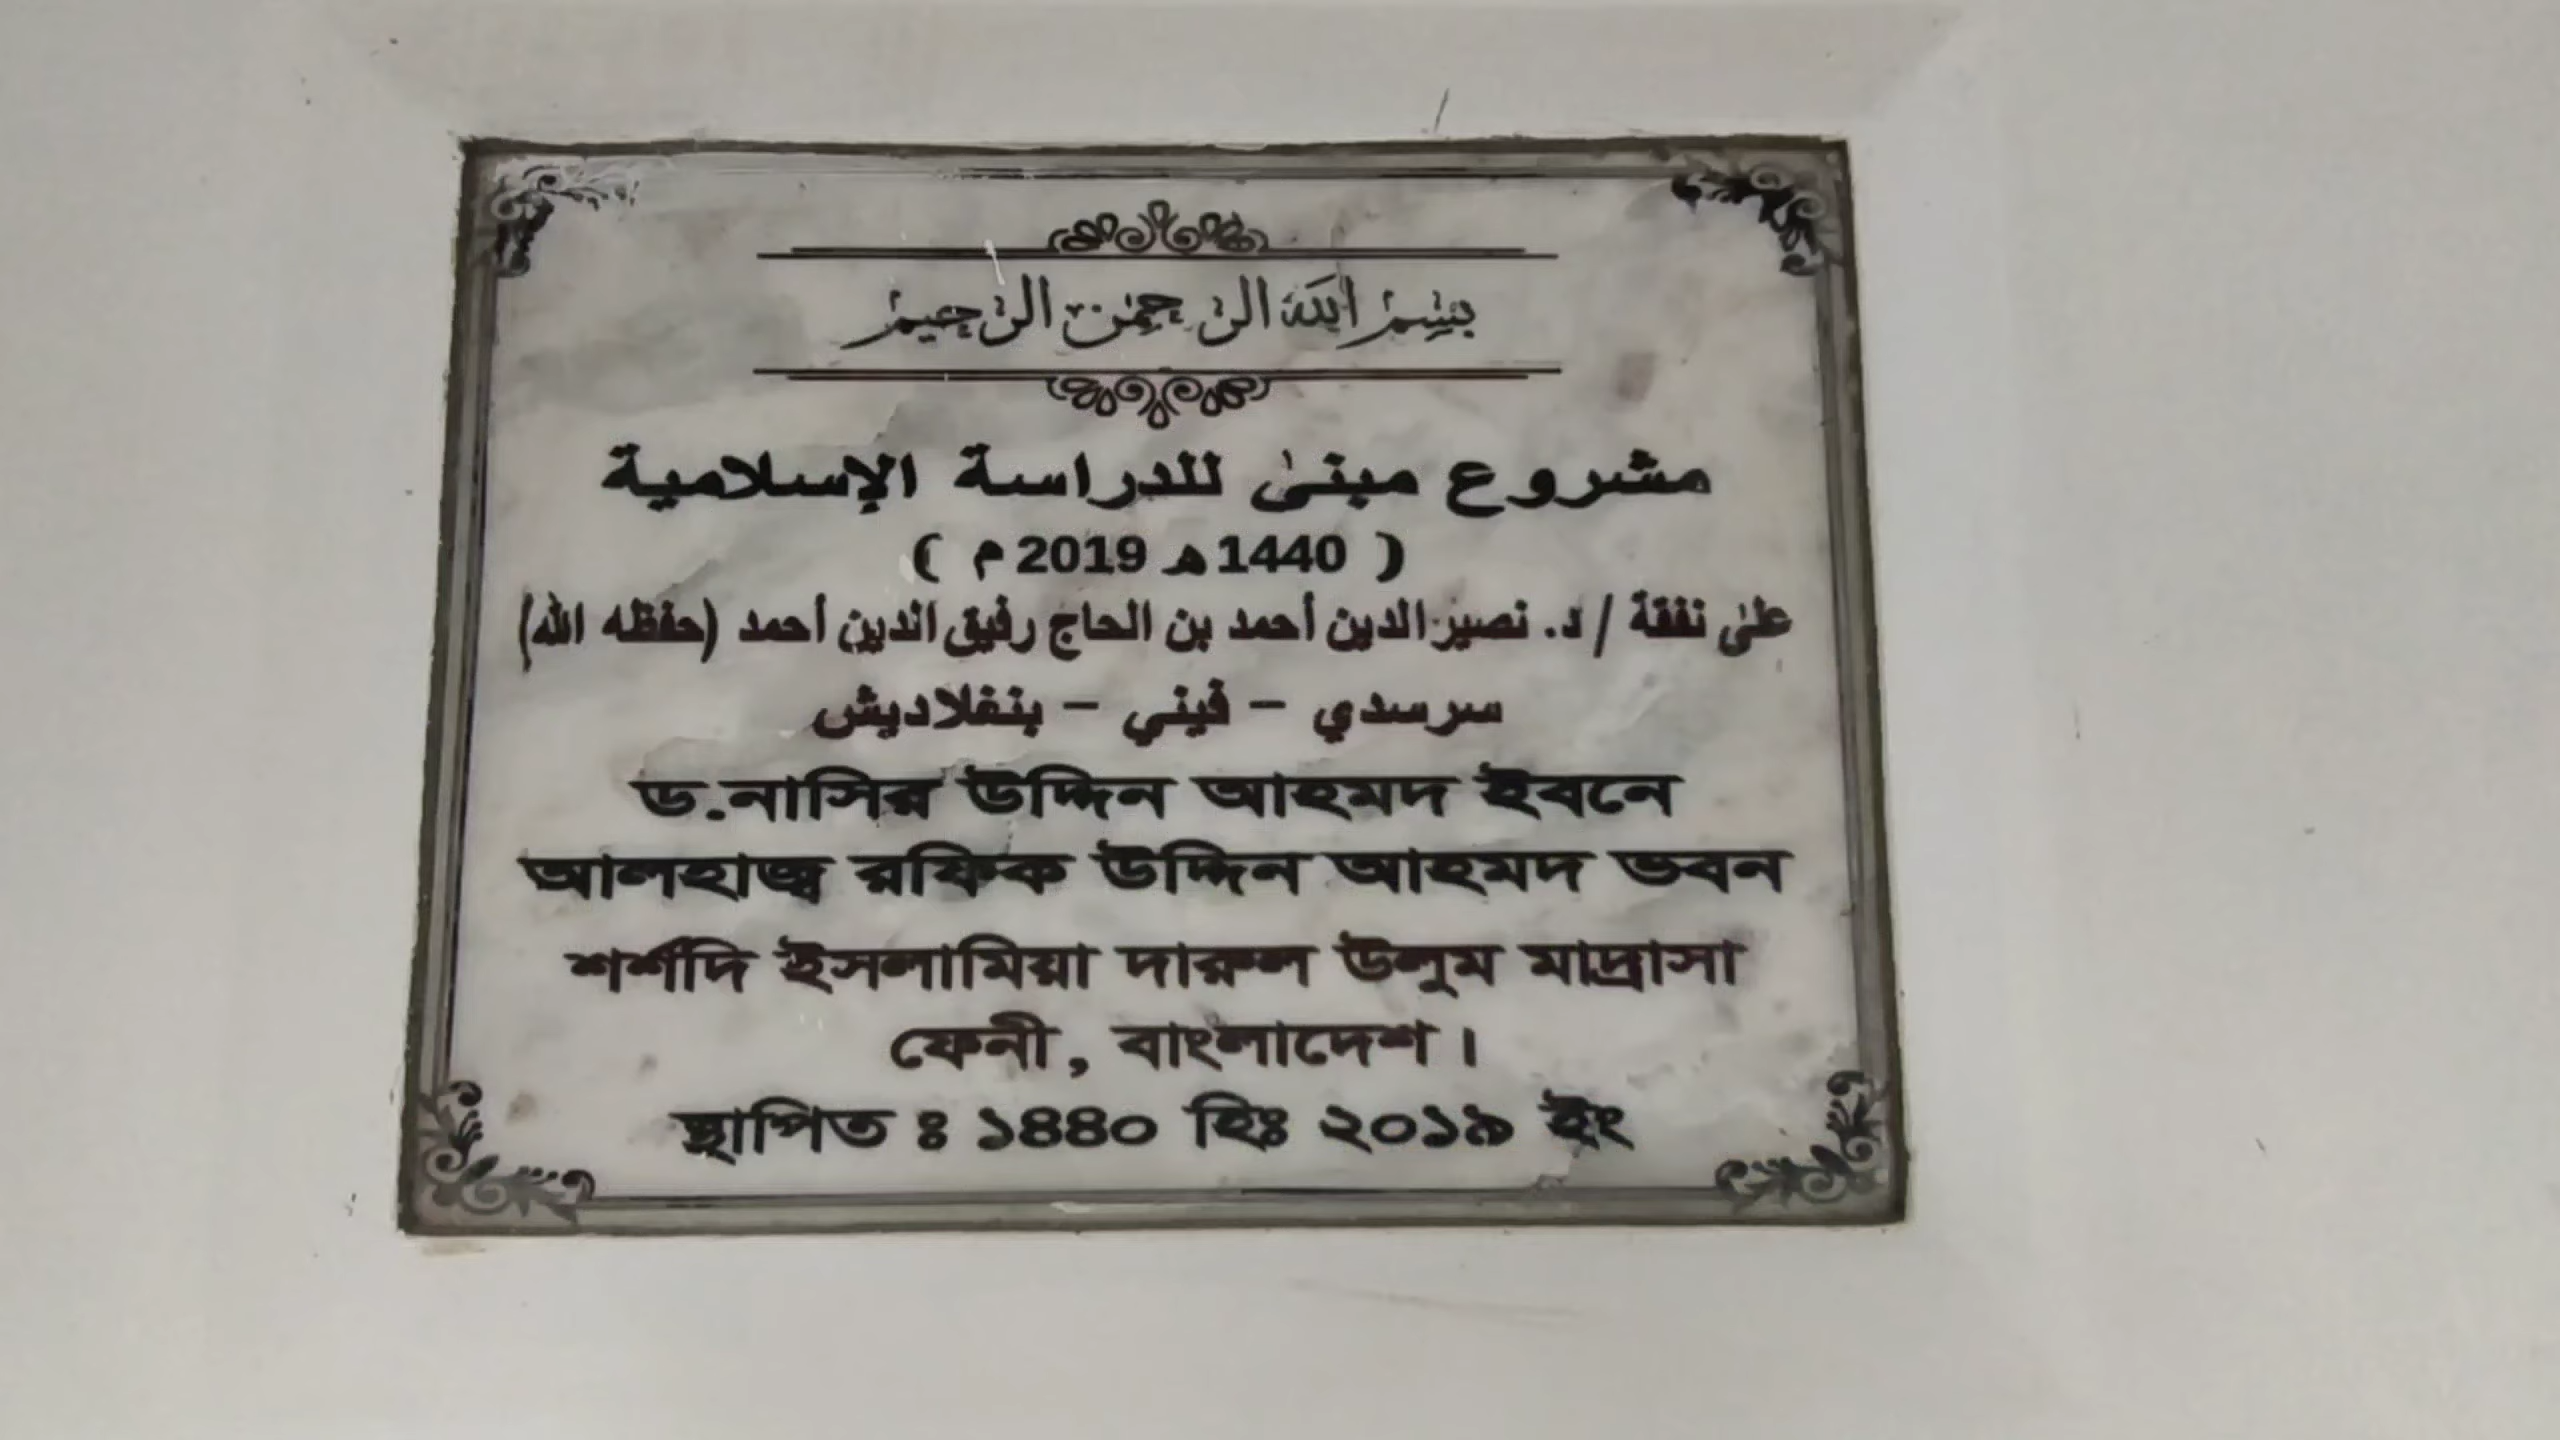 بسم الله الرحمن الرحيم
مشروع مبنى للدراسة الإسلامية
( 1440 هـ 2019 م )
على نفقة / د. نصير الدين أحمد بن الحاج رفيق الدين أحمد (حفظه الله)
سرسدي – فيني – بنغلاديش
ড.নাসির উদ্দিন আহমদ ইবনে
আলহাজ্ব রফিক উদ্দিন আহমদ ভবন
শর্শদি ইসলামিয়া দারুল উলুম মাদ্রাসা
ফেনী, বাংলাদেশ।
স্থাপিত ঃ ১৪৪০ হিঃ ২০১৯ ইং